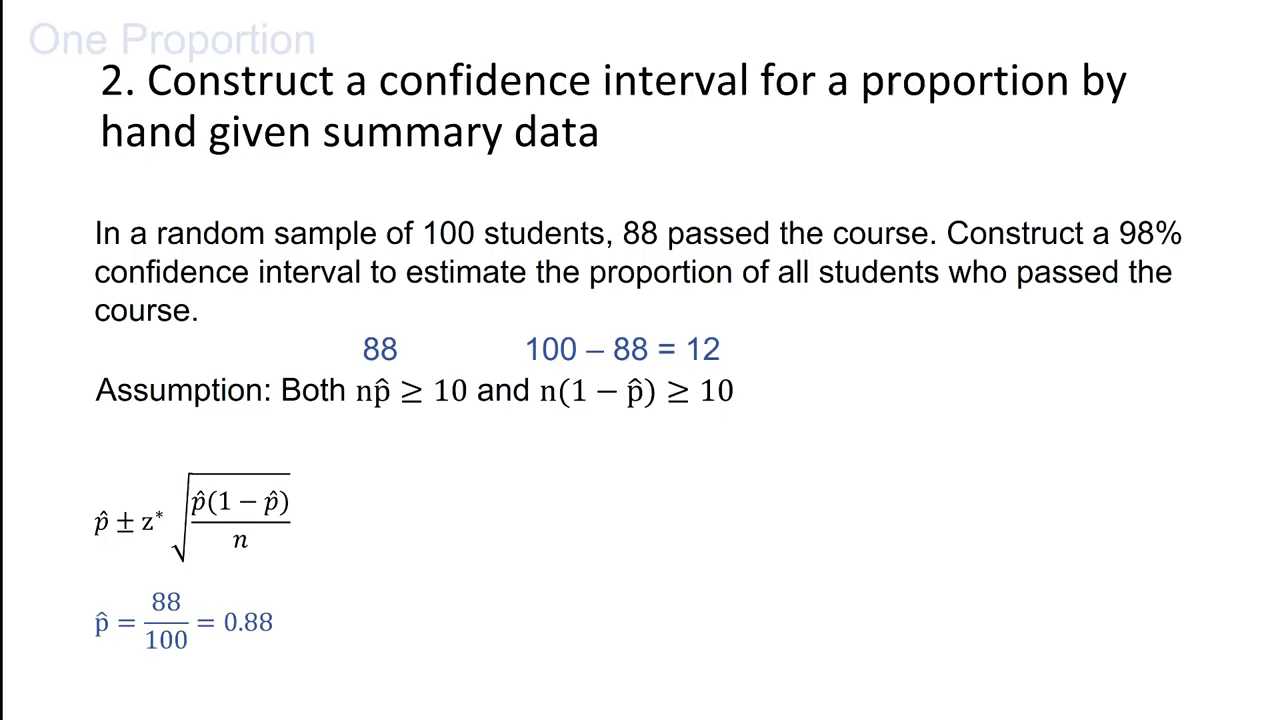 One Proportion
2. Construct a confidence interval for a proportion by
hand given summary data
In a random sample of 100 students, 88 passed the course. Construct a 98%
confidence interval to estimate the proportion of all students who passed the
course.
88 100 – 88 = 12
Assumption: Both np̂ ≥ 10 and n(1 − p̂) ≥ 10
p̂ ± z* √(p̂(1 − p̂)/n)
p̂ = 88/100 = 0.88